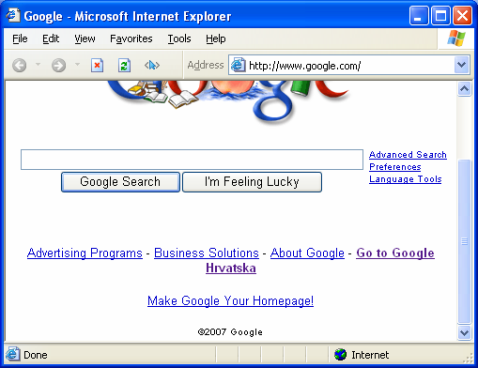 Google - Microsoft Internet Explorer
File Edit View Favorites Tools Help
Address http://www.google.com/
Google
Advanced Search
Preferences
Language Tools
Google Search I'm Feeling Lucky
Advertising Programs - Business Solutions - About Google - Go to Google
Hrvatska
Make Google Your Homepage!
©2007 Google
Done Internet